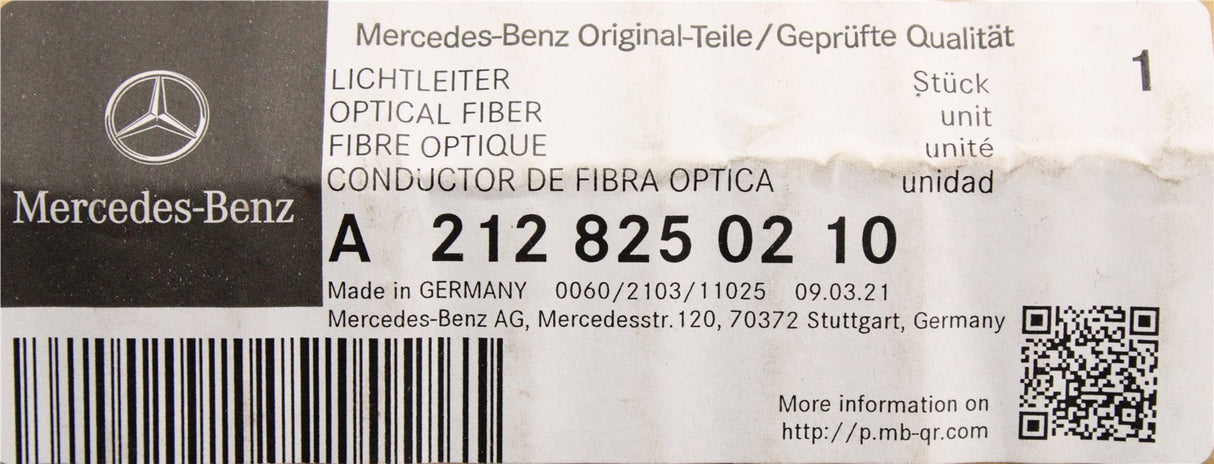 Mercedes-Benz Original-Teile/Geprüfte Qualität
LICHTLEITER Stück 1
OPTICAL FIBER unit
FIBRE OPTIQUE unité
CONDUCTOR DE FIBRA OPTICA unidad
Mercedes-Benz
A 212 825 02 10
Made in GERMANY 0060/2103/11025 09.03.21
Mercedes-Benz AG, Mercedesstr.120, 70372 Stuttgart, Germany
More information on
http://p.mb-qr.com